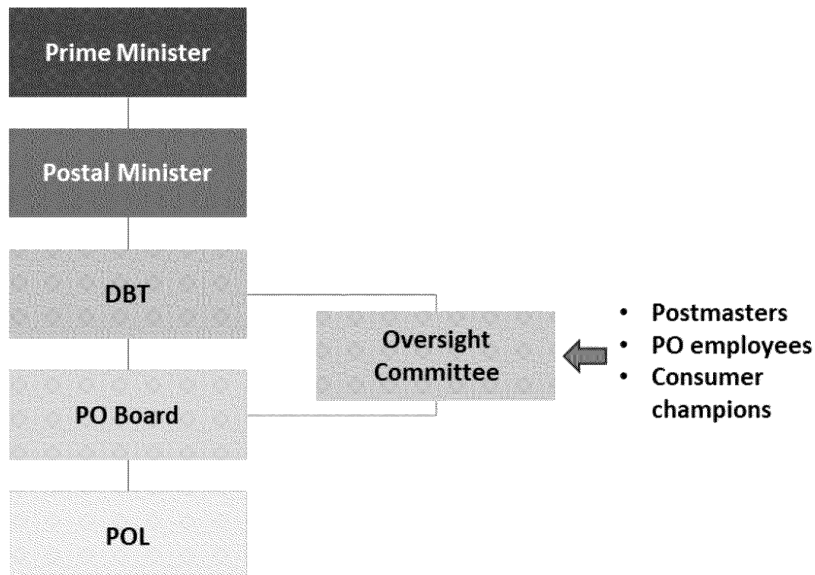 Prime Minister
Postal Minister
DBT
Oversight
Committee
• Postmasters
• PO employees
• Consumer
champions
PO Board
POL